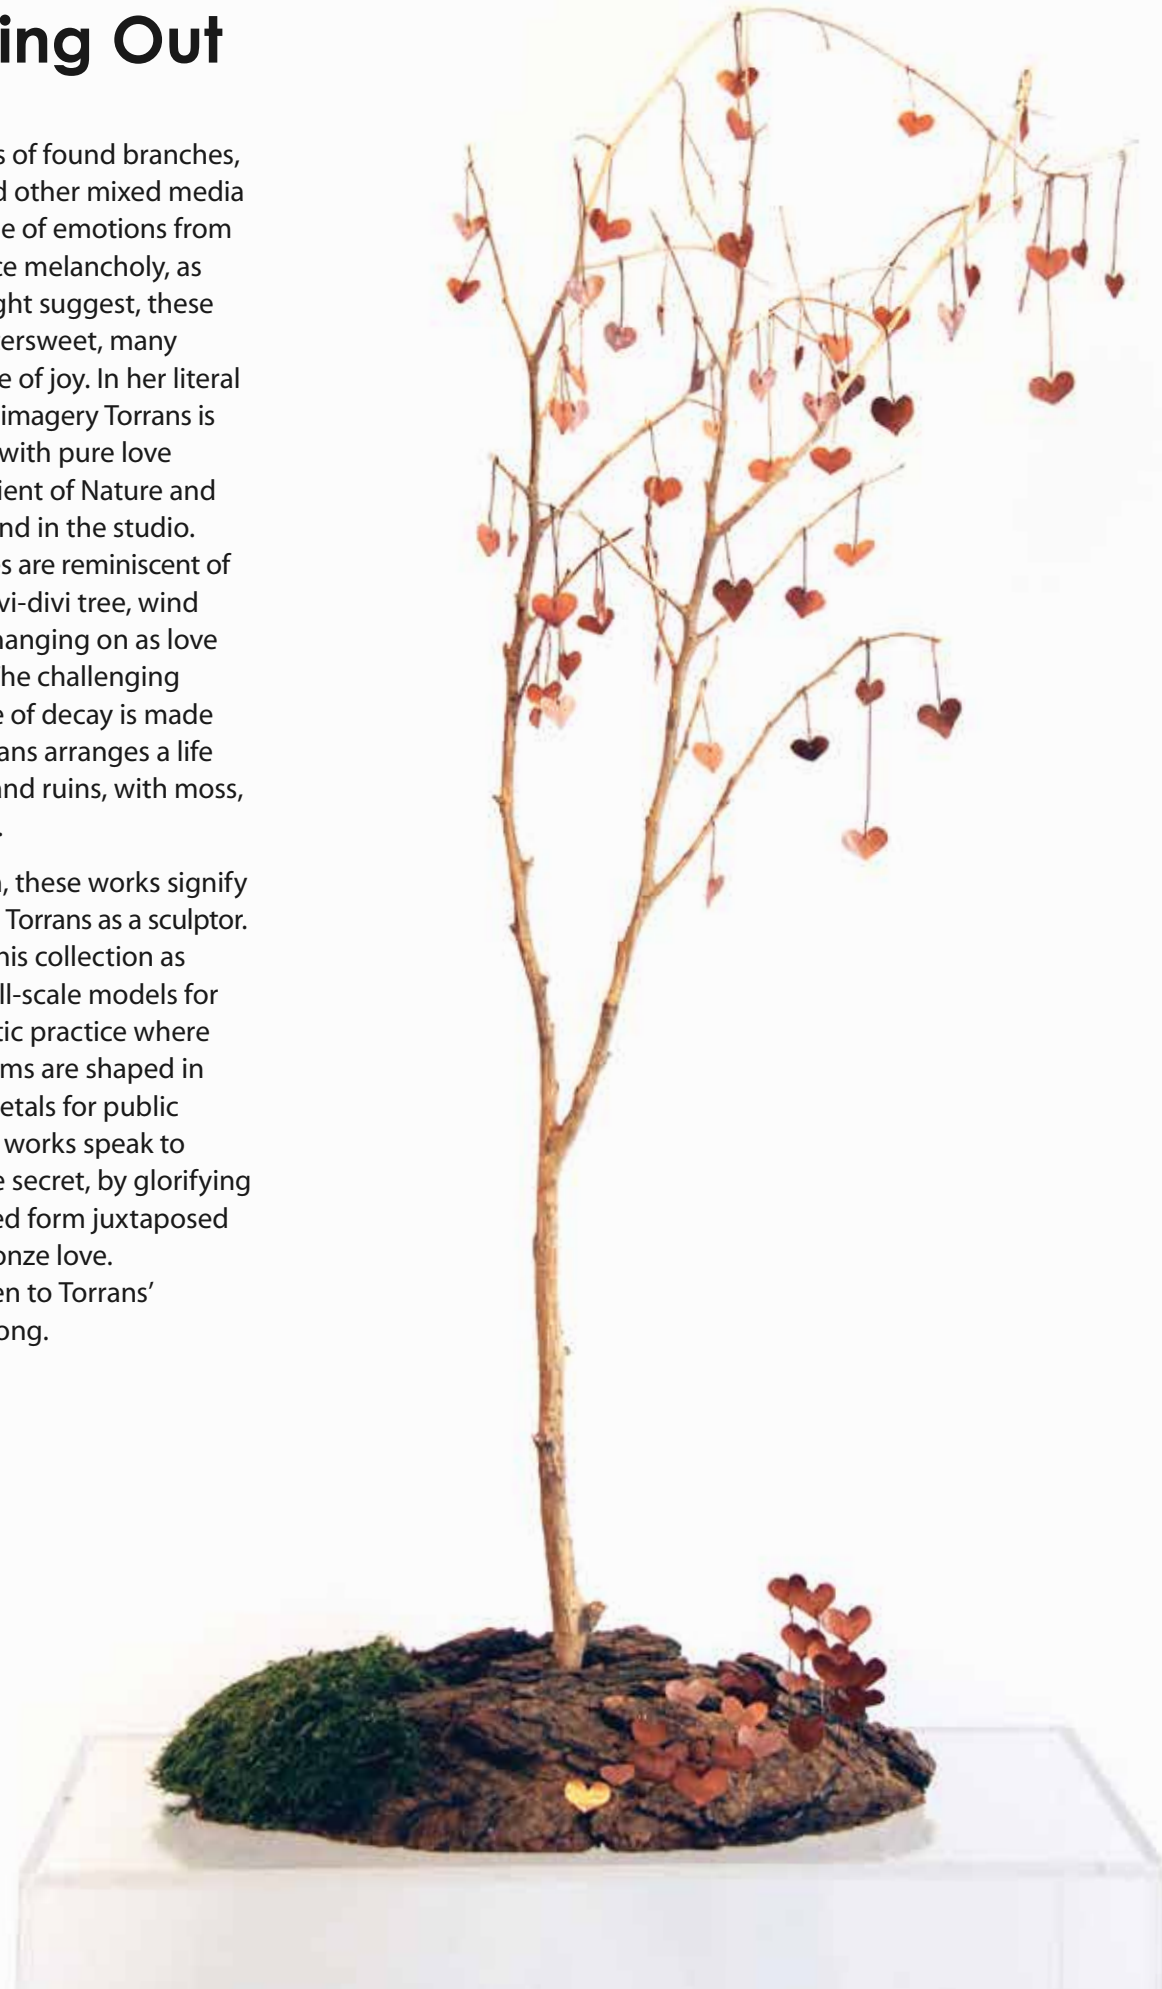 ing Out
s of found branches,
d other mixed media
e of emotions from
te melancholy, as
ght suggest, these
ersweet, many
e of joy. In her literal
imagery Torrans is
with pure love
ient of Nature and
nd in the studio.
s are reminiscent of
vi-divi tree, wind
hanging on as love
he challenging
e of decay is made
ans arranges a life
and ruins, with moss,
.
, these works signify
Torrans as a sculptor.
his collection as
ll-scale models for
tic practice where
ms are shaped in
etals for public
works speak to
e secret, by glorifying
ed form juxtaposed
onze love.
en to Torrans’
ong.